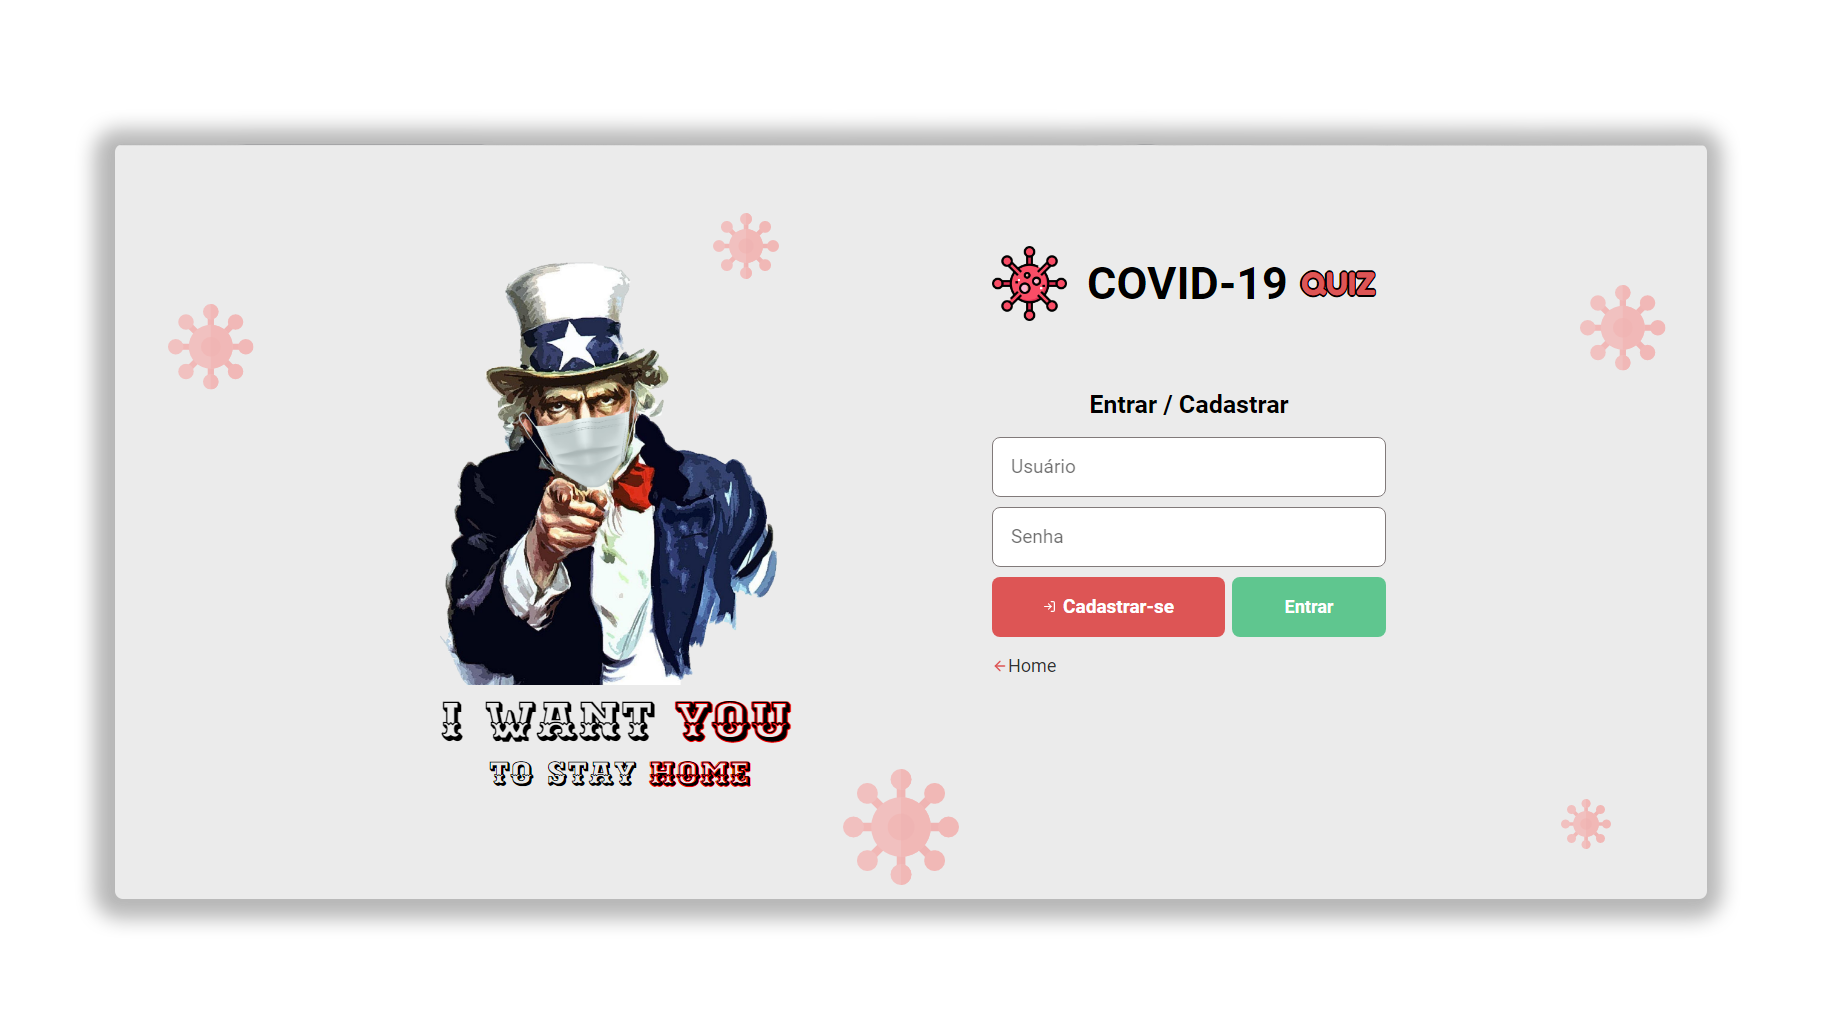 COVID-19 QUIZ
Entrar / Cadastrar
Usuário
Senha
Cadastrar-se
Entrar
Home
I WANT YOU
TO STAY HOME